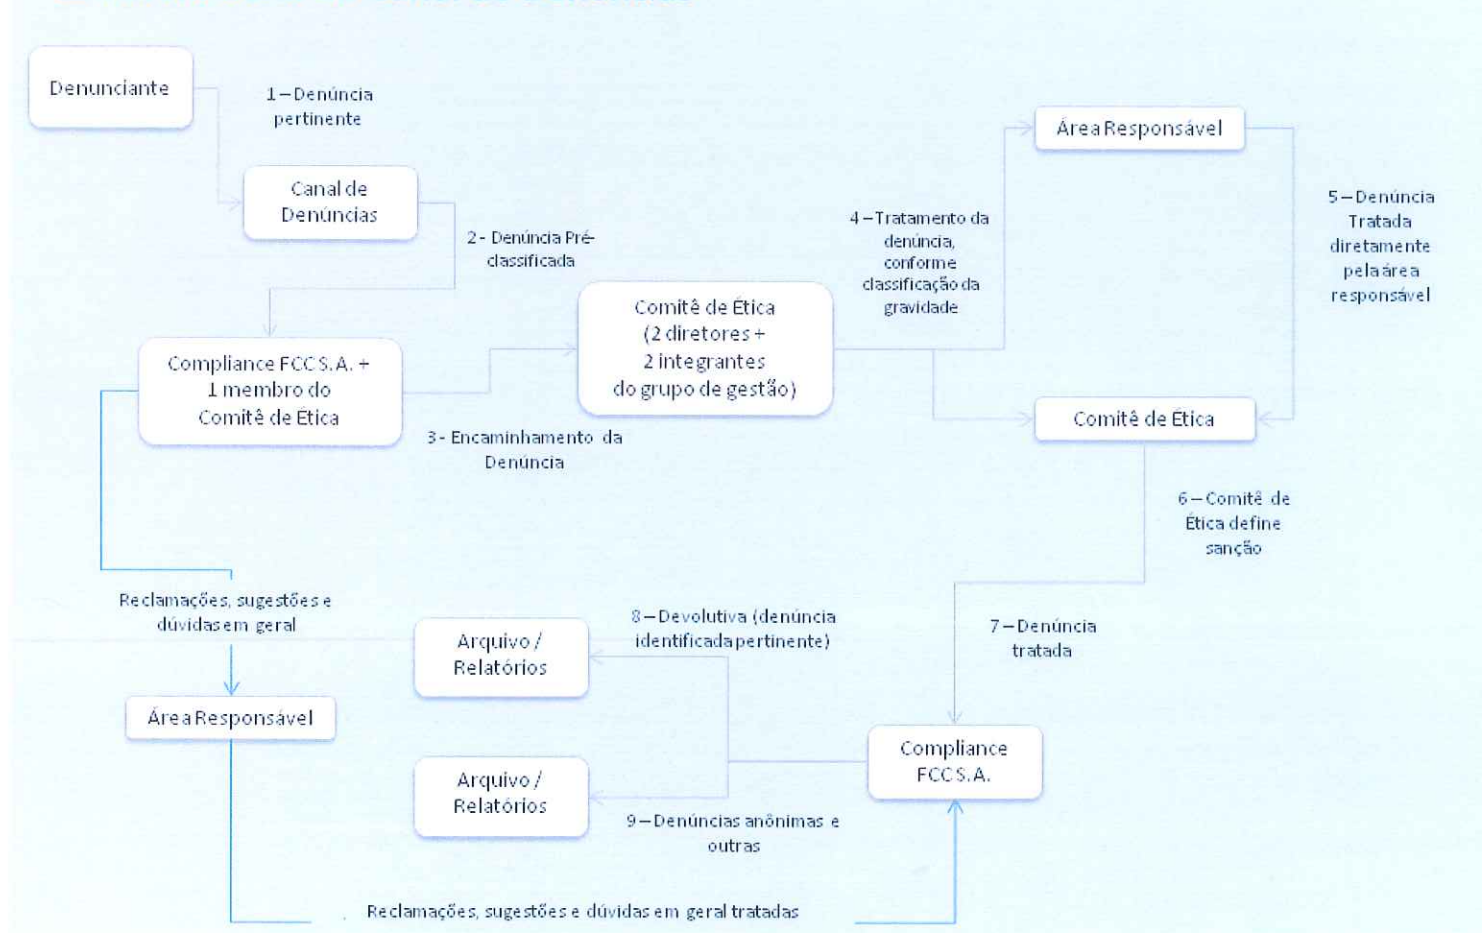 Denunciante
1 – Denúncia
pertinente
Canal de
Denúncias
2 - Denúncia Pré-
classificada
Compliance FCC S.A. +
1 membro do
Comitê de Ética
3 - Encaminhamento da
Denúncia
Comitê de Ética
(2 diretores +
2 integrantes
do grupo de gestão)
4 – Tratamento da
denúncia,
conforme
classificação da
gravidade
Área Responsável
5 – Denúncia
Tratada
diretamente
pela área
responsável
Comitê de Ética
6 – Comitê de
Ética define
sanção
7 – Denúncia
tratada
Compliance
FCC S.A.
8 – Devolutiva (denúncia
identificada pertinente)
Arquivo /
Relatórios
9 – Denúncias anônimas e
outras
Arquivo /
Relatórios
Reclamações, sugestões e
dúvidas em geral
Área Responsável
Reclamações, sugestões e dúvidas em geral tratadas